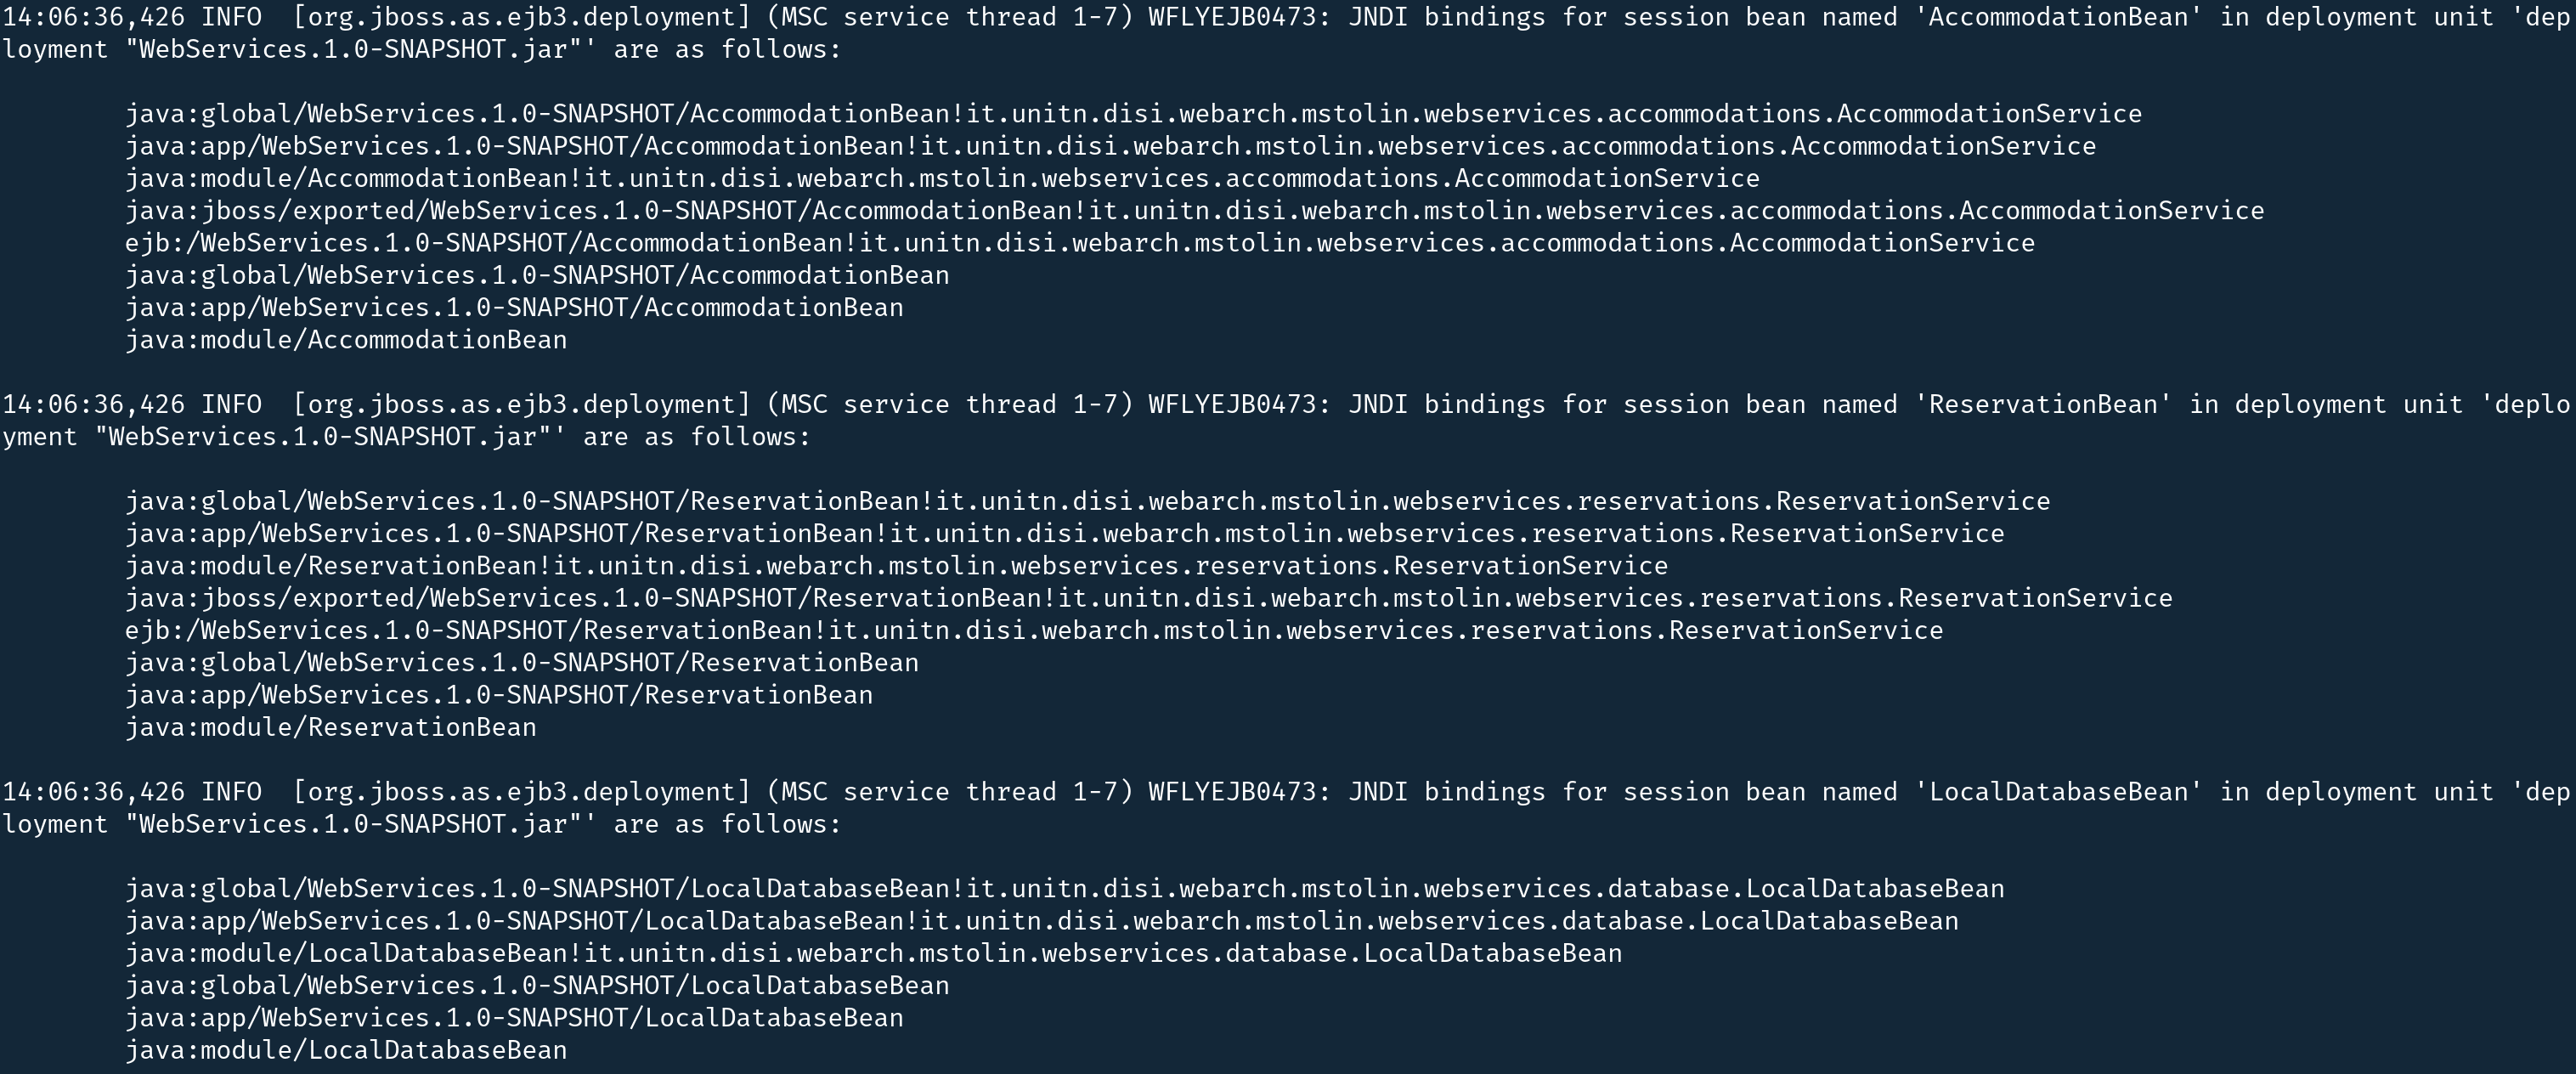 14:06:36,426 INFO  [org.jboss.as.ejb3.deployment] (MSC service thread 1-7) WFLYEJB0473: JNDI bindings for session bean named 'AccommodationBean' in deployment unit 'dep
loyment "WebServices.1.0-SNAPSHOT.jar"' are as follows:
java:global/WebServices.1.0-SNAPSHOT/AccommodationBean!it.unitn.disi.webarch.mstolin.webservices.accommodations.AccommodationService
java:app/WebServices.1.0-SNAPSHOT/AccommodationBean!it.unitn.disi.webarch.mstolin.webservices.accommodations.AccommodationService
java:module/AccommodationBean!it.unitn.disi.webarch.mstolin.webservices.accommodations.AccommodationService
java:jboss/exported/WebServices.1.0-SNAPSHOT/AccommodationBean!it.unitn.disi.webarch.mstolin.webservices.accommodations.AccommodationService
ejb:/WebServices.1.0-SNAPSHOT/AccommodationBean!it.unitn.disi.webarch.mstolin.webservices.accommodations.AccommodationService
java:global/WebServices.1.0-SNAPSHOT/AccommodationBean
java:app/WebServices.1.0-SNAPSHOT/AccommodationBean
java:module/AccommodationBean
14:06:36,426 INFO  [org.jboss.as.ejb3.deployment] (MSC service thread 1-7) WFLYEJB0473: JNDI bindings for session bean named 'ReservationBean' in deployment unit 'deplo
yment "WebServices.1.0-SNAPSHOT.jar"' are as follows:
java:global/WebServices.1.0-SNAPSHOT/ReservationBean!it.unitn.disi.webarch.mstolin.webservices.reservations.ReservationService
java:app/WebServices.1.0-SNAPSHOT/ReservationBean!it.unitn.disi.webarch.mstolin.webservices.reservations.ReservationService
java:module/ReservationBean!it.unitn.disi.webarch.mstolin.webservices.reservations.ReservationService
java:jboss/exported/WebServices.1.0-SNAPSHOT/ReservationBean!it.unitn.disi.webarch.mstolin.webservices.reservations.ReservationService
ejb:/WebServices.1.0-SNAPSHOT/ReservationBean!it.unitn.disi.webarch.mstolin.webservices.reservations.ReservationService
java:global/WebServices.1.0-SNAPSHOT/ReservationBean
java:app/WebServices.1.0-SNAPSHOT/ReservationBean
java:module/ReservationBean
14:06:36,426 INFO  [org.jboss.as.ejb3.deployment] (MSC service thread 1-7) WFLYEJB0473: JNDI bindings for session bean named 'LocalDatabaseBean' in deployment unit 'dep
loyment "WebServices.1.0-SNAPSHOT.jar"' are as follows:
java:global/WebServices.1.0-SNAPSHOT/LocalDatabaseBean!it.unitn.disi.webarch.mstolin.webservices.database.LocalDatabaseBean
java:app/WebServices.1.0-SNAPSHOT/LocalDatabaseBean!it.unitn.disi.webarch.mstolin.webservices.database.LocalDatabaseBean
java:module/LocalDatabaseBean!it.unitn.disi.webarch.mstolin.webservices.database.LocalDatabaseBean
java:global/WebServices.1.0-SNAPSHOT/LocalDatabaseBean
java:app/WebServices.1.0-SNAPSHOT/LocalDatabaseBean
java:module/LocalDatabaseBean